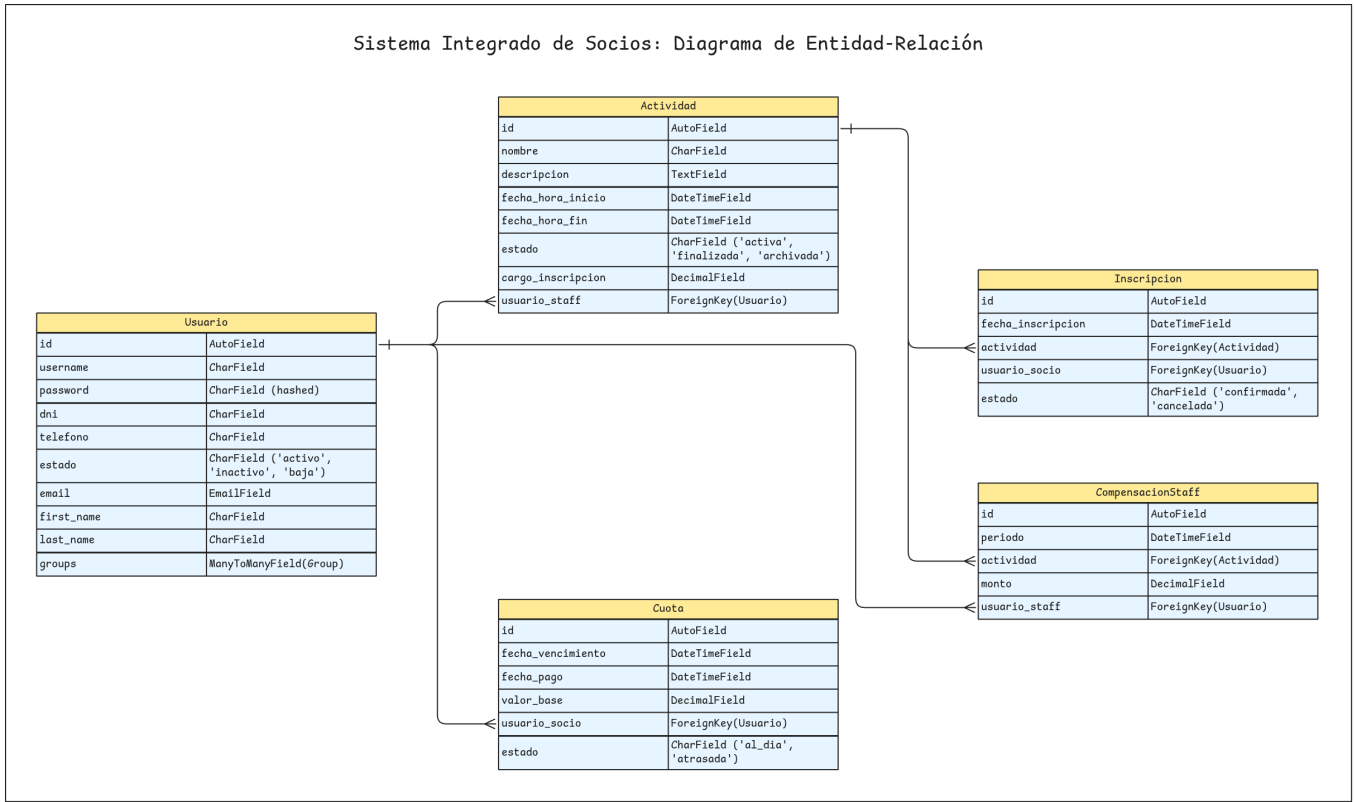 Sistema Integrado de Socios: Diagrama de Entidad-Relación
Actividad
id AutoField
nombre CharField
descripcion TextField
fecha_hora_inicio DateTimeField
fecha_hora_fin DateTimeField
estado CharField ('activa',
'finalizada', 'archivada')
cargo_inscripcion DecimalField
usuario_staff ForeignKey(Usuario)
Usuario
id AutoField
username CharField
password CharField (hashed)
dni CharField
telefono CharField
estado CharField ('activo',
'inactivo', 'baja')
email EmailField
first_name CharField
last_name CharField
groups ManyToManyField(Group)
Inscripcion
id AutoField
fecha_inscripcion DateTimeField
actividad ForeignKey(Actividad)
usuario_socio ForeignKey(Usuario)
estado CharField ('confirmada',
'cancelada')
CompensacionStaff
id AutoField
periodo DateTimeField
actividad ForeignKey(Actividad)
monto DecimalField
usuario_staff ForeignKey(Usuario)
Cuota
id AutoField
fecha_vencimiento DateTimeField
fecha_pago DateTimeField
valor_base DecimalField
usuario_socio ForeignKey(Usuario)
estado CharField ('al_dia',
'atrasada')